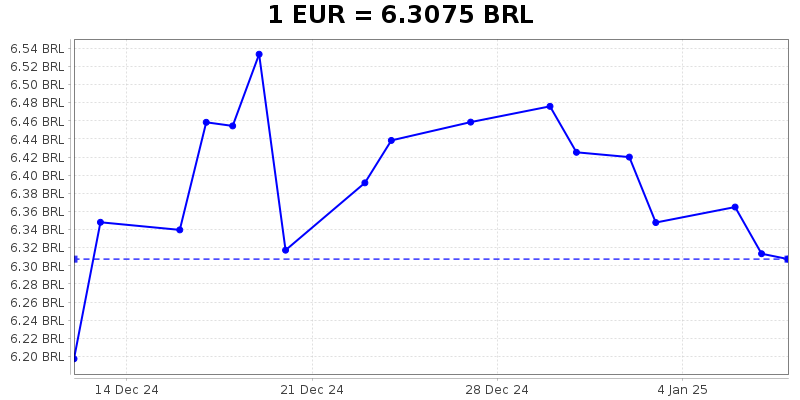 1 EUR = 6.3075 BRL
6.54 BRL
6.52 BRL
6.50 BRL
6.48 BRL
6.46 BRL
6.44 BRL
6.42 BRL
6.40 BRL
6.38 BRL
6.36 BRL
6.34 BRL
6.32 BRL
6.30 BRL
6.28 BRL
6.26 BRL
6.24 BRL
6.22 BRL
6.20 BRL
14 Dec 24 21 Dec 24 28 Dec 24 4 Jan 25